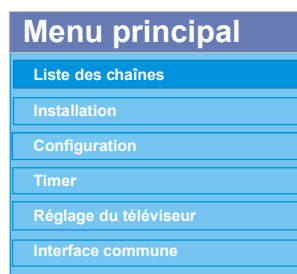 Menu principal
Liste des chaînes
Installation
Configuration
Timer
Réglage du téléviseur
Interface commune